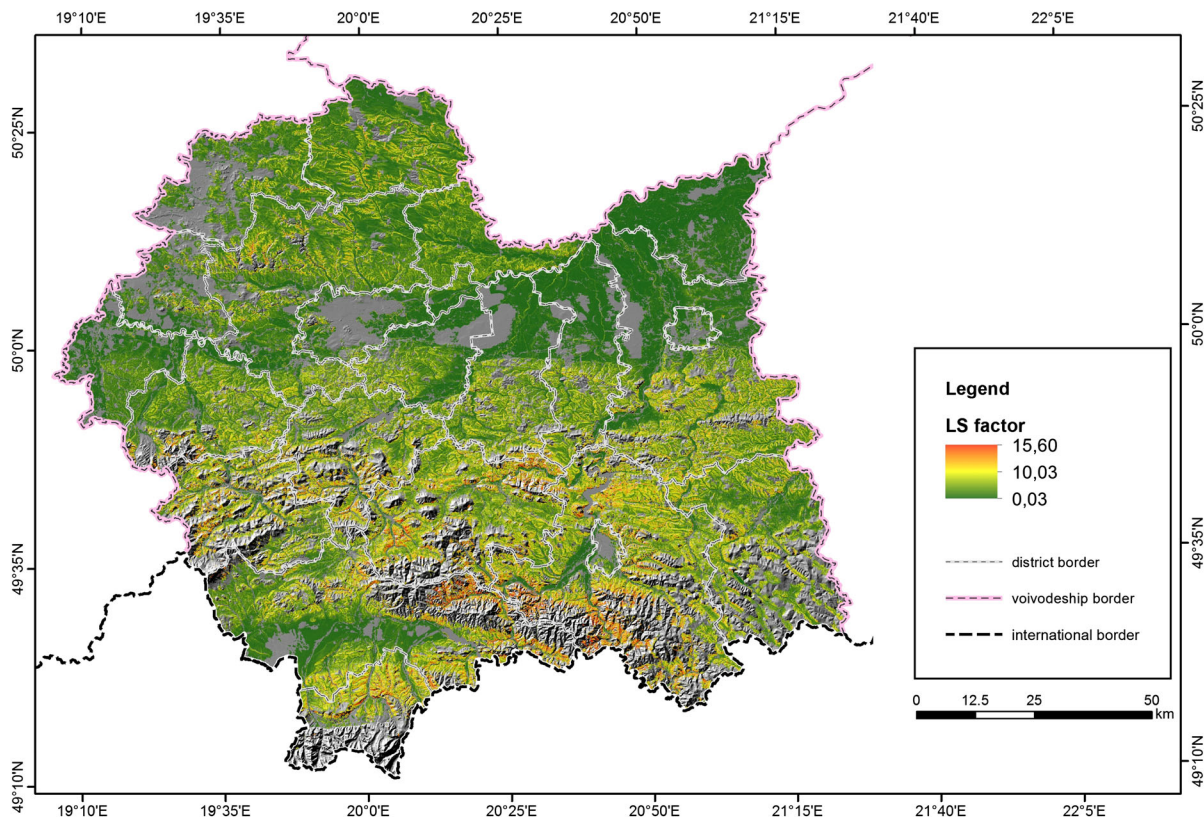 19°10'E 19°35'E 20°0'E 20°25'E 20°50'E 21°15'E 21°40'E 22°5'E
50°25'N
50°0'N
49°35'N
49°10'N
50°25'N
50°0'N
49°35'N
49°10'N
Legend
LS factor
15,60
10,03
0,03
district border
voivodeship border
international border
0 12.5 25 50
km
19°10'E 19°35'E 20°0'E 20°25'E 20°50'E 21°15'E 21°40'E 22°5'E